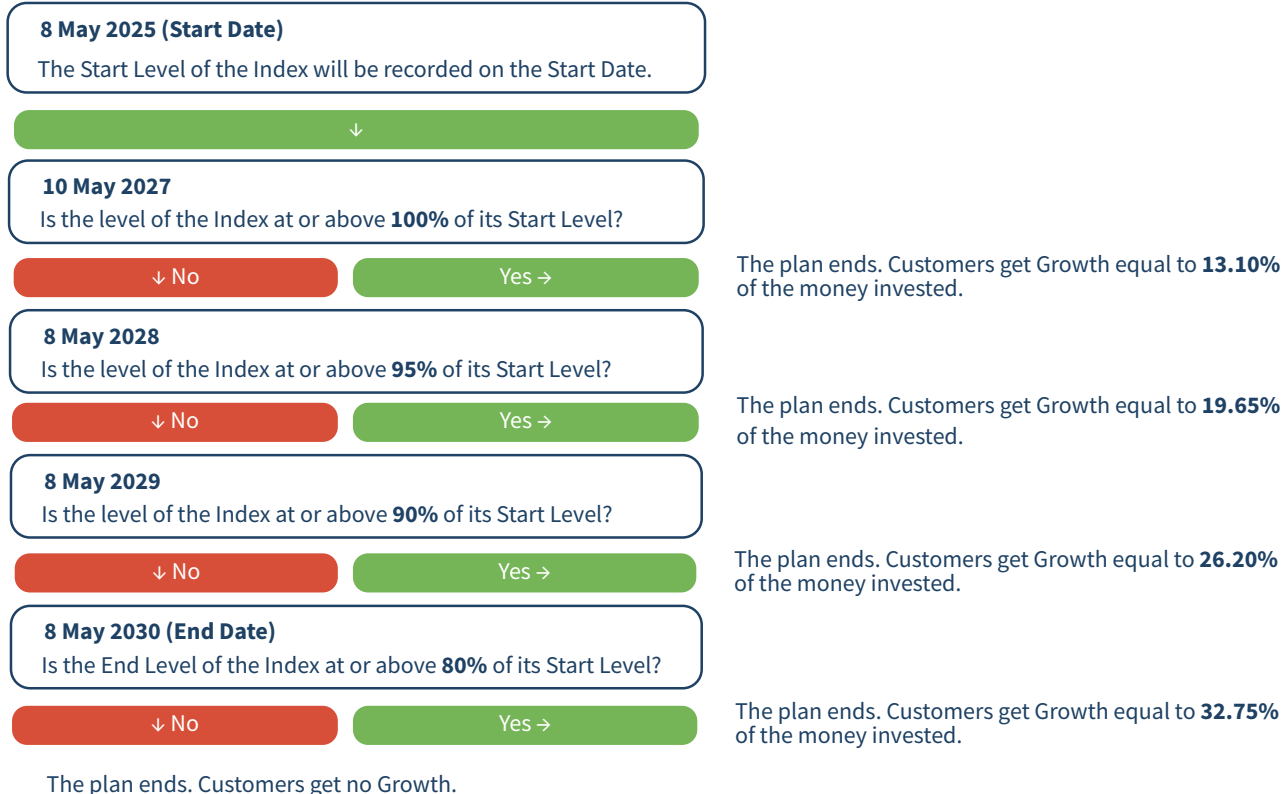 8 May 2025 (Start Date)
The Start Level of the Index will be recorded on the Start Date.
↓
10 May 2027
Is the level of the Index at or above 100% of its Start Level?
↓ No
Yes →
The plan ends. Customers get Growth equal to 13.10%
of the money invested.
8 May 2028
Is the level of the Index at or above 95% of its Start Level?
↓ No
Yes →
The plan ends. Customers get Growth equal to 19.65%
of the money invested.
8 May 2029
Is the level of the Index at or above 90% of its Start Level?
↓ No
Yes →
The plan ends. Customers get Growth equal to 26.20%
of the money invested.
8 May 2030 (End Date)
Is the End Level of the Index at or above 80% of its Start Level?
↓ No
Yes →
The plan ends. Customers get Growth equal to 32.75%
of the money invested.
The plan ends. Customers get no Growth.